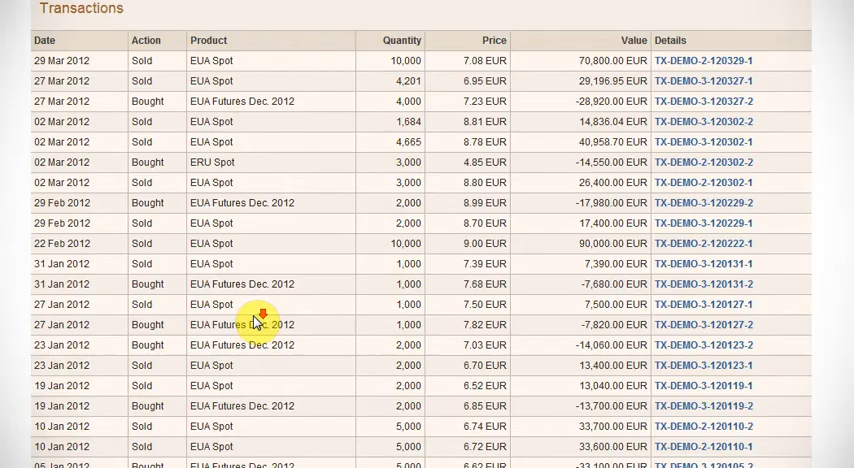 Transactions
Date Action Product Quantity Price Value Details
29 Mar 2012 Sold EUA Spot 10,000 7.08 EUR 70,800.00 EUR TX-DEMO-2-120329-1
27 Mar 2012 Sold EUA Spot 4,201 6.95 EUR 29,196.95 EUR TX-DEMO-3-120327-1
27 Mar 2012 Bought EUA Futures Dec. 2012 4,000 7.23 EUR -28,920.00 EUR TX-DEMO-3-120327-2
02 Mar 2012 Sold EUA Spot 1,684 8.81 EUR 14,836.04 EUR TX-DEMO-3-120302-2
02 Mar 2012 Sold EUA Spot 4,665 8.78 EUR 40,958.70 EUR TX-DEMO-3-120302-1
02 Mar 2012 Bought ERU Spot 3,000 4.85 EUR -14,550.00 EUR TX-DEMO-2-120302-2
02 Mar 2012 Sold EUA Spot 3,000 8.80 EUR 26,400.00 EUR TX-DEMO-2-120302-1
29 Feb 2012 Bought EUA Futures Dec. 2012 2,000 8.99 EUR -17,980.00 EUR TX-DEMO-3-120229-2
29 Feb 2012 Sold EUA Spot 2,000 8.70 EUR 17,400.00 EUR TX-DEMO-3-120229-1
22 Feb 2012 Sold EUA Spot 10,000 9.00 EUR 90,000.00 EUR TX-DEMO-2-120222-1
31 Jan 2012 Sold EUA Spot 1,000 7.39 EUR 7,390.00 EUR TX-DEMO-3-120131-1
31 Jan 2012 Bought EUA Futures Dec. 2012 1,000 7.68 EUR -7,680.00 EUR TX-DEMO-3-120131-2
27 Jan 2012 Sold EUA Spot 1,000 7.50 EUR 7,500.00 EUR TX-DEMO-3-120127-1
27 Jan 2012 Bought EUA Futures Dec. 2012 1,000 7.82 EUR -7,820.00 EUR TX-DEMO-3-120127-2
23 Jan 2012 Bought EUA Futures Dec. 2012 2,000 7.03 EUR -14,060.00 EUR TX-DEMO-3-120123-2
23 Jan 2012 Sold EUA Spot 2,000 6.70 EUR 13,400.00 EUR TX-DEMO-3-120123-1
19 Jan 2012 Sold EUA Spot 2,000 6.52 EUR 13,040.00 EUR TX-DEMO-3-120119-1
19 Jan 2012 Bought EUA Futures Dec. 2012 2,000 6.85 EUR -13,700.00 EUR TX-DEMO-3-120119-2
10 Jan 2012 Sold EUA Spot 5,000 6.74 EUR 33,700.00 EUR TX-DEMO-2-120110-2
10 Jan 2012 Sold EUA Spot 5,000 6.72 EUR 33,600.00 EUR TX-DEMO-2-120110-1
05 Jan 2012 Bought EUA Futures Dec. 2012 5,000 6.62 EUR -33,100.00 EUR